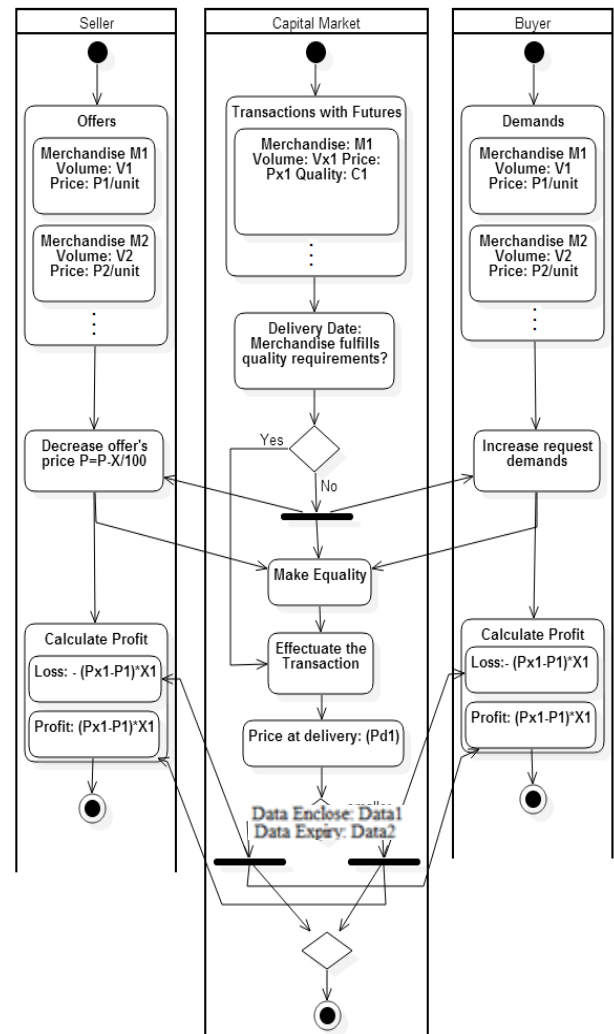 Seller
Capital Market
Buyer
Offers
Merchandise M1
Volume: V1
Price: P1/unit
Merchandise M2
Volume: V2
Price: P2/unit
Decrease offer's
price P=P-X/100
Calculate Profit
Loss: - (Px1-P1)*X1
Profit: (Px1-P1)*X1
Transactions with Futures
Merchandise: M1
Volume: Vx1 Price:
Px1 Quality: C1
Delivery Date:
Merchandise fulfills
quality requirements?
Yes
No
Make Equality
Effectuate the
Transaction
Price at delivery: (Pd1)
Data Enclose: Data1
Data Expiry: Data2
Demands
Merchandise M1
Volume: V1
Price: P1/unit
Merchandise M2
Volume: V2
Price: P2/unit
Increase request
demands
Calculate Profit
Loss:- (Px1-P1)*X1
Profit: (Px1-P1)*X1